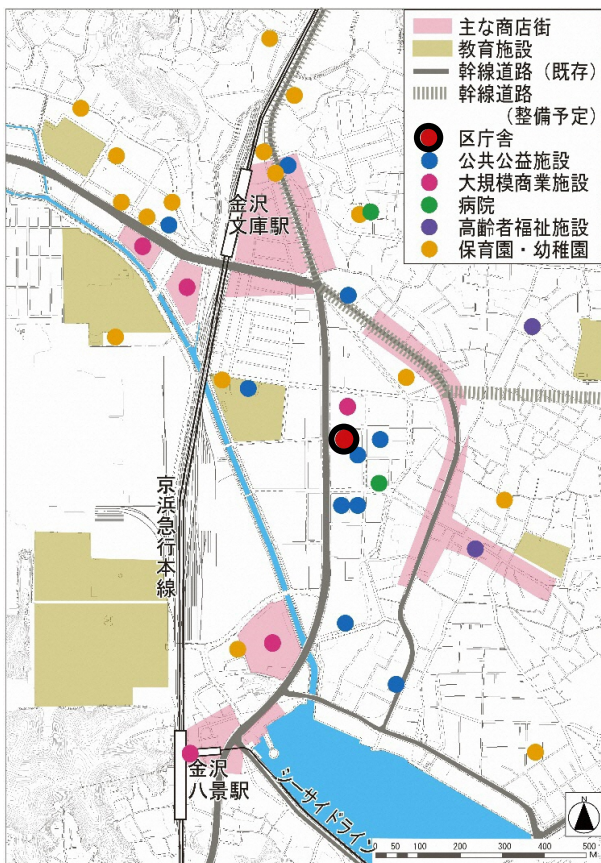 主な商店街
教育施設
幹線道路（既存）
幹線道路
（整備予定）
区庁舎
公共公益施設
大規模商業施設
病院
高齢者福祉施設
保育園・幼稚園
金沢
文庫駅
京浜急行本線
金沢
八景駅
シーサイドライン
N
0 50 100 200 300 400 500
M